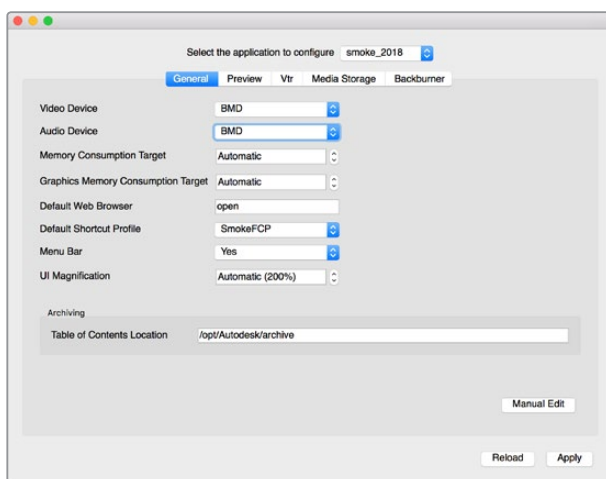 Select the application to configure smoke_2018
General Preview Vtr Media Storage Backburner
Video Device BMD
Audio Device BMD
Memory Consumption Target Automatic
Graphics Memory Consumption Target Automatic
Default Web Browser open
Default Shortcut Profile SmokeFCP
Menu Bar Yes
UI Magnification Automatic (200%)
Archiving
Table of Contents Location /opt/Autodesk/archive
Manual Edit
Reload Apply